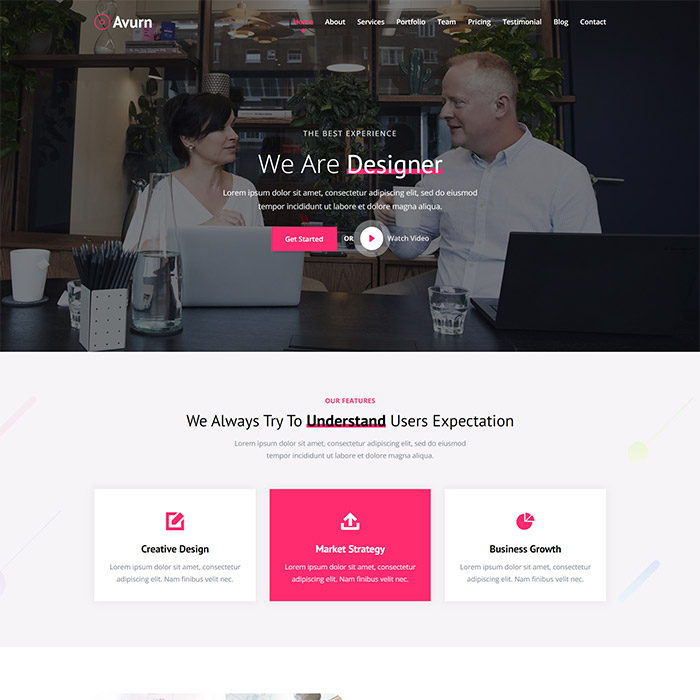 Avurn
Home About Services Portfolio Team Pricing Testimonial Blog Contact
THE BEST EXPERIENCE
We Are Designer
Lorem ipsum dolor sit amet, consectetur adipiscing elit, sed do eiusmod
tempor incididunt ut labore et dolore magna aliqua.
Get Started OR Watch Video
OUR FEATURES
We Always Try To Understand Users Expectation
Lorem ipsum dolor sit amet, consectetur adipiscing elit, sed do eiusmod
tempor incididunt ut labore et dolore magna aliqua.
Creative Design
Lorem ipsum dolor sit amet, consectetur
adipiscing elit. Nam finibus velit nec.
Market Strategy
Lorem ipsum dolor sit amet, consectetur
adipiscing elit. Nam finibus velit nec.
Business Growth
Lorem ipsum dolor sit amet, consectetur
adipiscing elit. Nam finibus velit nec.